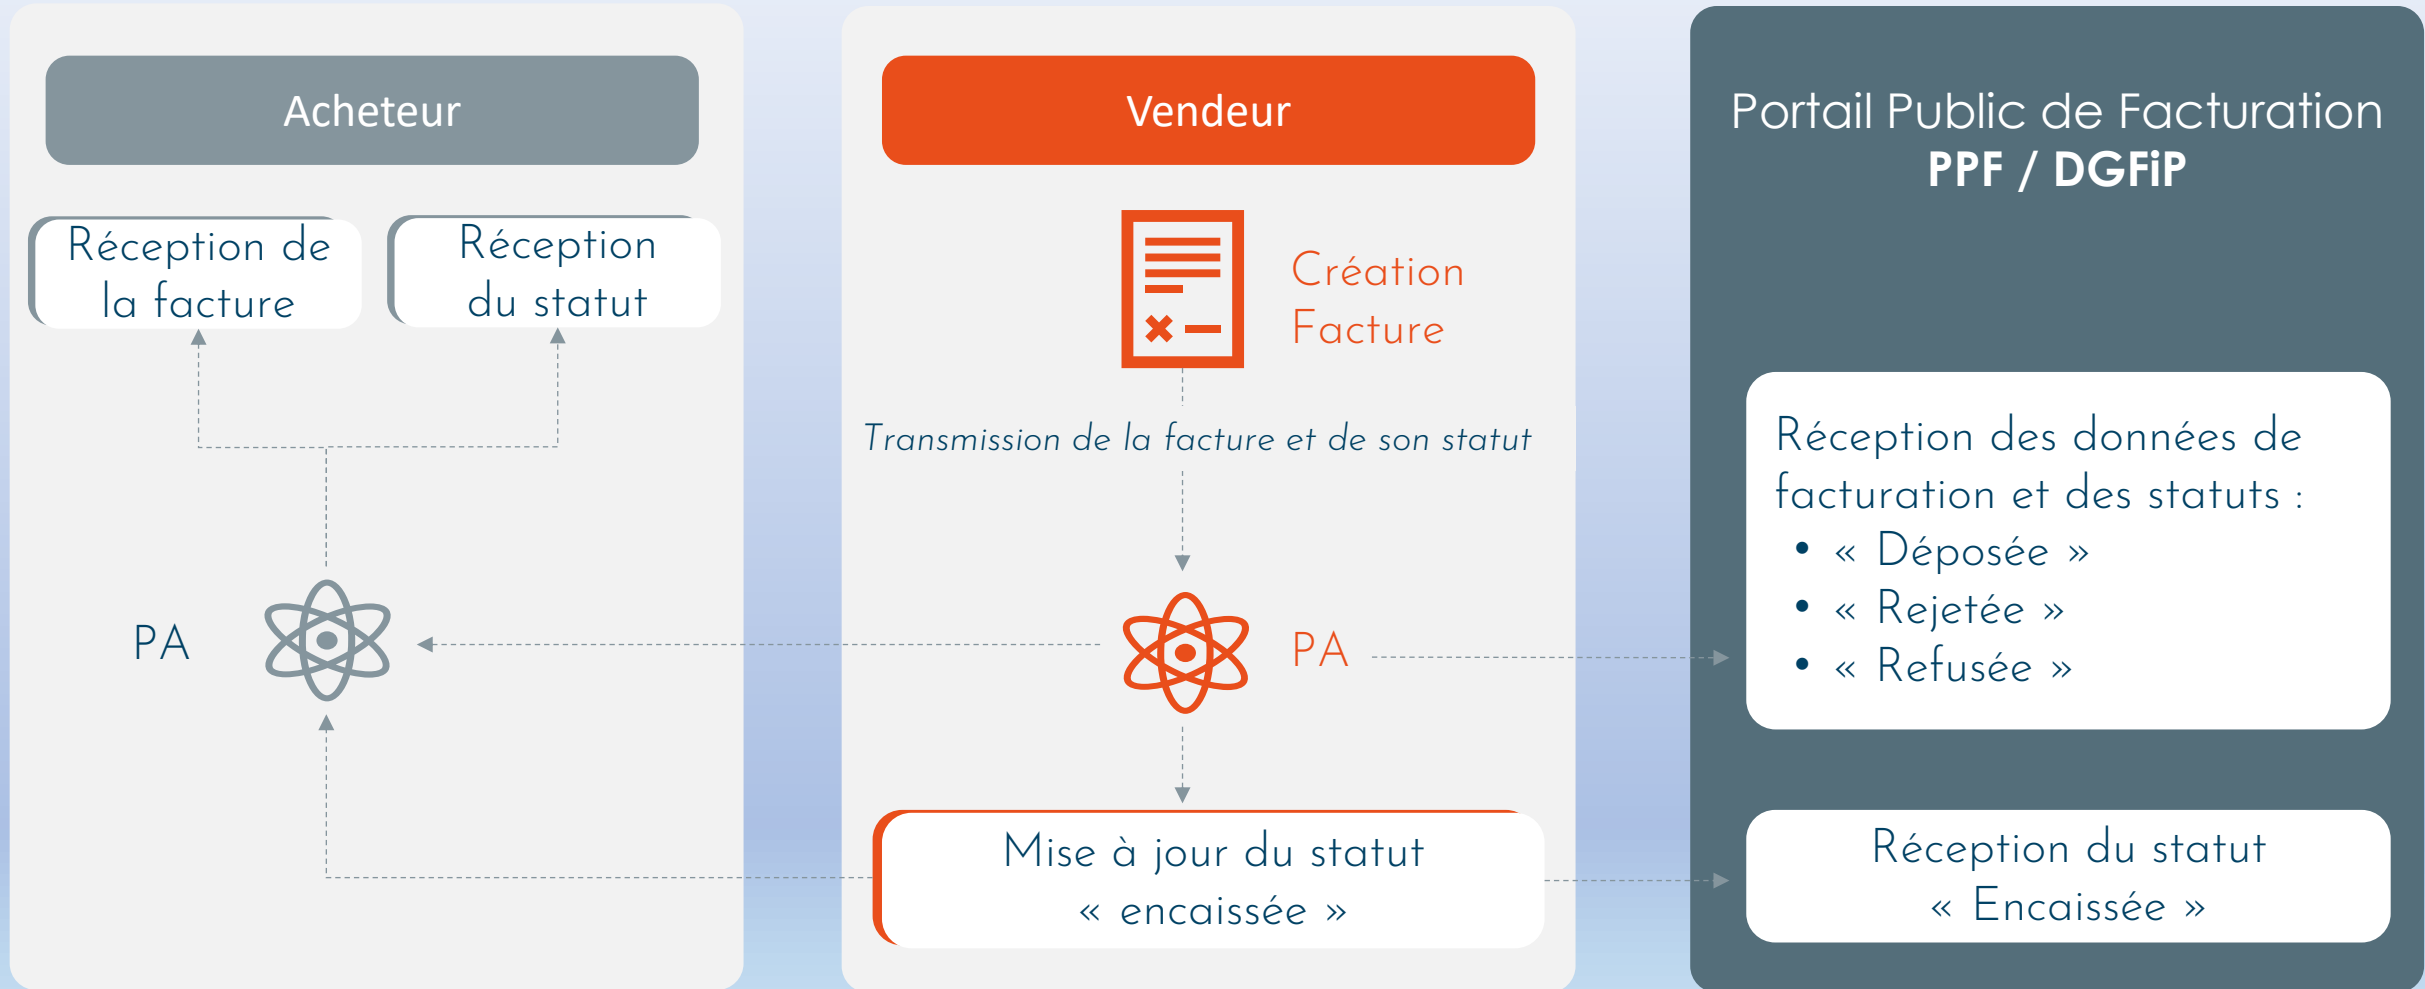 Acheteur
Réception de
la facture
Réception
du statut
PA
Vendeur
Création
Facture
Transmission de la facture et de son statut
PA
Mise à jour du statut
« encaissée »
Portail Public de Facturation
PPF / DGFiP
Réception des données de
facturation et des statuts :
• « Déposée »
• « Rejetée »
• « Refusée »
Réception du statut
« Encaissée »